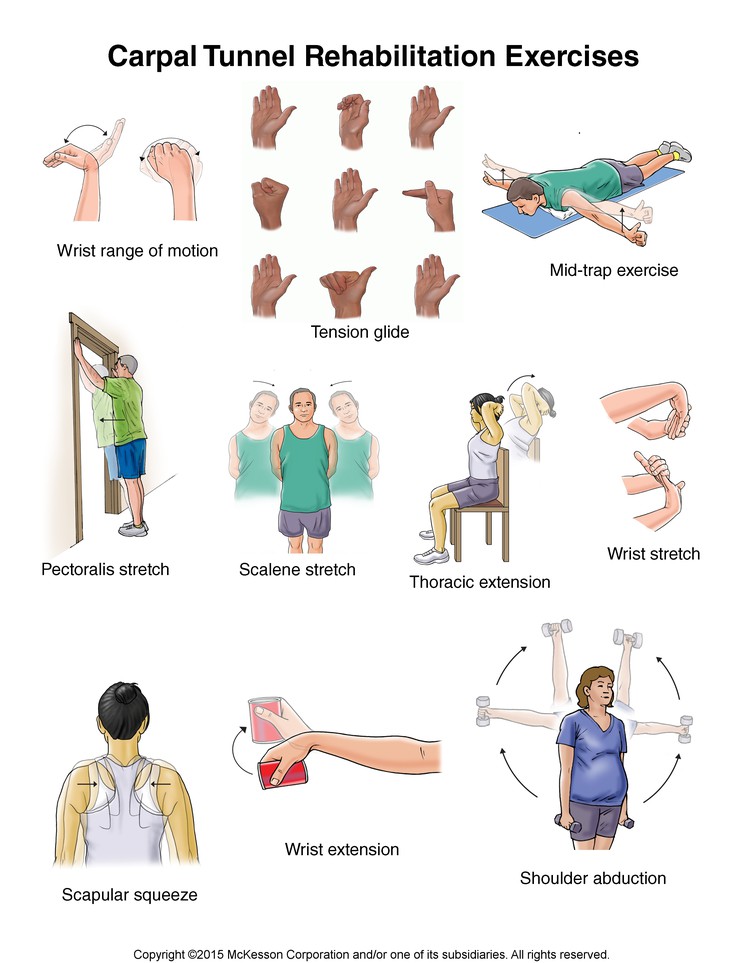 Carpal Tunnel Rehabilitation Exercises
Wrist range of motion
Tension glide
Mid-trap exercise
Pectoralis stretch
Scalene stretch
Thoracic extension
Wrist stretch
Scapular squeeze
Wrist extension
Shoulder abduction
Copyright ©2015 McKesson Corporation and/or one of its subsidiaries. All rights reserved.